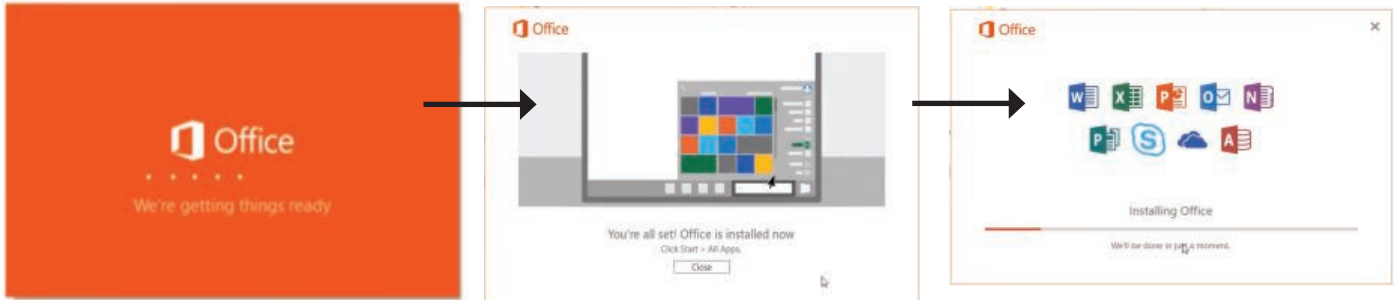 Office
We're getting things ready
Office
You're all set! Office is installed now
Click Start > All Apps.
Close
Office
Installing Office
We'll be done in just a moment.